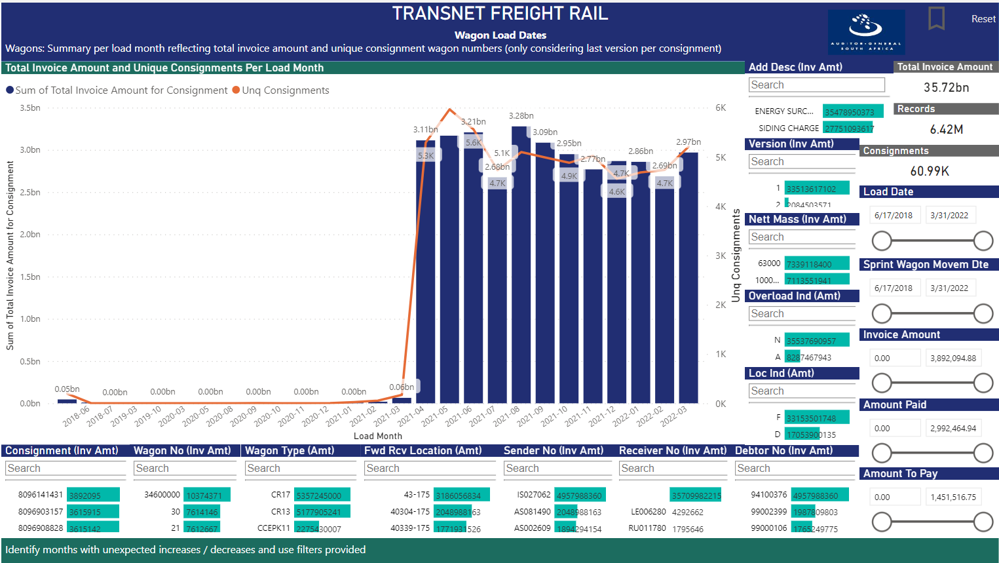 TRANSNET FREIGHT RAIL
Wagon Load Dates
Wagons: Summary per load month reflecting total invoice amount and unique consignment wagon numbers (only considering last version per consignment)
AUDITOR-GENERAL
SOUTH AFRICA
Reset
Total Invoice Amount and Unique Consignments Per Load Month
Sum of Total Invoice Amount for Consignment
Unq Consignments
Sum of Total Invoice Amount for Consignment
3.5bn
3.0bn
2.5bn
2.0bn
1.5bn
1.0bn
0.5bn
0.0bn
0.05bn
0.00bn
0.00bn
0.00bn
0.00bn
0.00bn
0.00bn
0.06bn
3.11bn
3.21bn
2.68bn
3.28bn
3.09bn
2.95bn
2.77bn
2.86bn
2.69bn
2.97bn
5.3K
5.6K
4.7K
5.1K
4.9K
4.7K
4.6K
4.7K
6K
5K
4K
3K
2K
1K
0K
Unq Consignments
2018-06
2018-07
2019-03
2019-10
2020-03
2020-05
2020-08
2020-09
2020-10
2020-11
2020-12
2021-01
2021-02
2021-03
2021-04
2021-05
2021-06
2021-07
2021-08
2021-09
2021-10
2021-11
2021-12
2022-01
2022-02
2022-03
Load Month
Add Desc (Inv Amt)
Search
ENERGY SURC... 35478950373
SIDING CHARGE 27751093617
Version (Inv Amt)
Search
1 33513617102
2 2084503571
Nett Mass (Inv Amt)
Search
63000 7339118400
1000... 7113551941
Overload Ind (Amt)
Search
N 35537690957
A 8287467943
Loc Ind (Amt)
Search
F 33153501748
D 17053900135
Total Invoice Amount
35.72bn
Records
6.42M
Consignments
60.99K
Load Date
6/17/2018 3/31/2022
Sprint Wagon Movem Dte
6/17/2018 3/31/2022
Invoice Amount
0.00 3,892,094.88
Amount Paid
0.00 2,992,464.94
Amount To Pay
0.00 1,451,516.75
Consignment (Inv Amt)
Search
8096141431 3892095
8096903157 3615915
8096908828 3615142
Wagon No (Inv Amt)
Search
34600000 10374371
30 7614146
21 7612667
Wagon Type (Amt)
Search
CR17 5357245000
CR13 5177905241
CCEPK11 2275430007
Fwd Rcv Location (Amt)
Search
43-175 3186056834
40304-175 2048988163
40339-175 1771931526
Sender No (Inv Amt)
Search
IS027062 4957988360
AS081490 2048988163
AS002609 1894294154
Receiver No (Inv Amt)
Search
35709982215
LE006280 4292662
RU011780 1795646
Debtor No (Inv Amt)
Search
94100376 4957988360
99002399 1987809803
99000106 1765249775
Identify months with unexpected increases / decreases and use filters provided